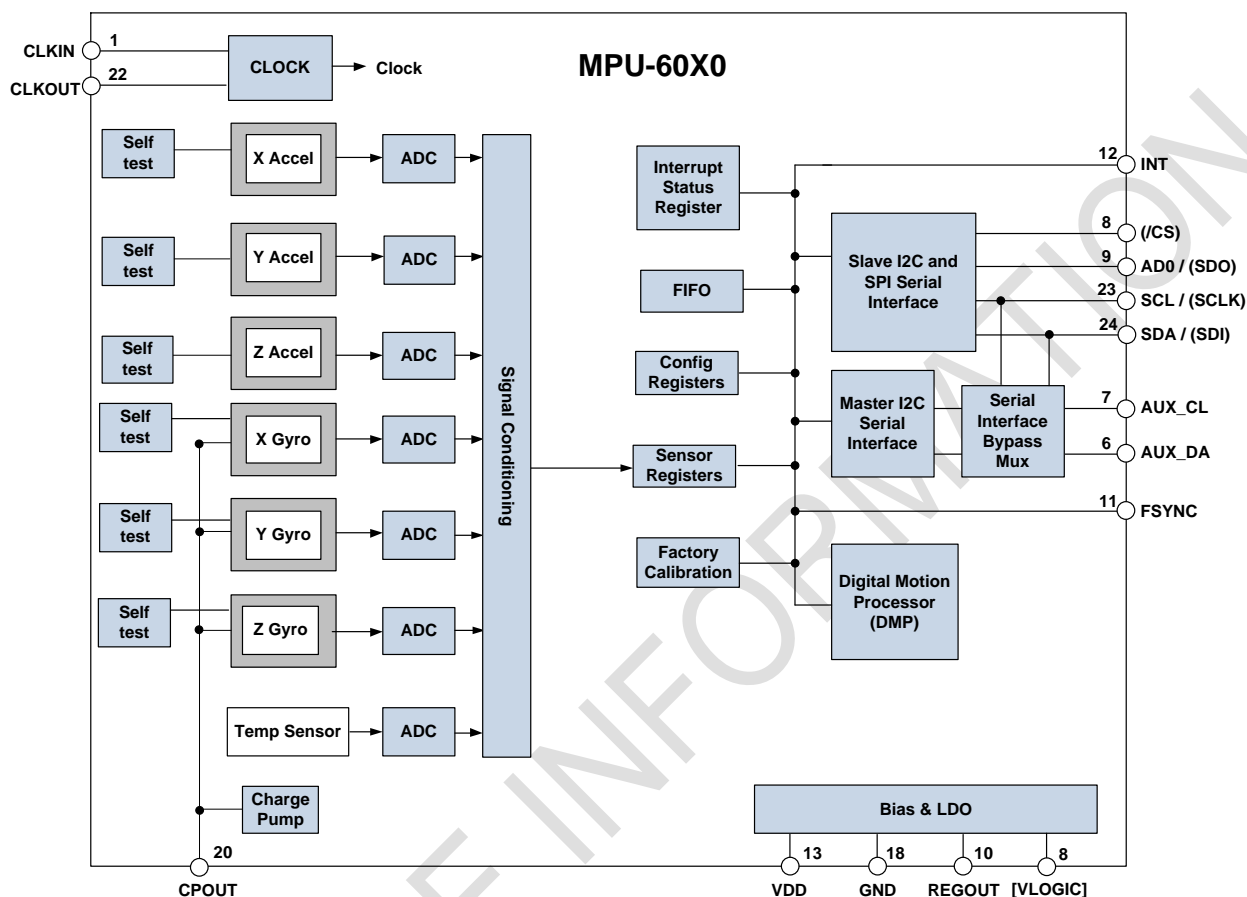 MPU-60X0
CLKIN
1
CLKOUT
22
CLOCK
Clock
Self
test
X Accel
ADC
Self
test
Y Accel
ADC
Self
test
Z Accel
ADC
Self
test
X Gyro
ADC
Self
test
Y Gyro
ADC
Self
test
Z Gyro
ADC
Temp Sensor
ADC
Charge
Pump
20
CPOUT
Signal Conditioning
Interrupt
Status
Register
FIFO
Config
Registers
Sensor
Registers
Factory
Calibration
Slave I2C and
SPI Serial
Interface
Master I2C
Serial
Interface
Serial
Interface
Bypass
Mux
Digital Motion
Processor
(DMP)
12
INT
8
(/CS)
9
AD0 / (SDO)
23
SCL / (SCLK)
24
SDA / (SDI)
7
AUX_CL
6
AUX_DA
11
FSYNC
Bias & LDO
13
VDD
18
GND
10
REGOUT
8
[VLOGIC]
E INFORMATION